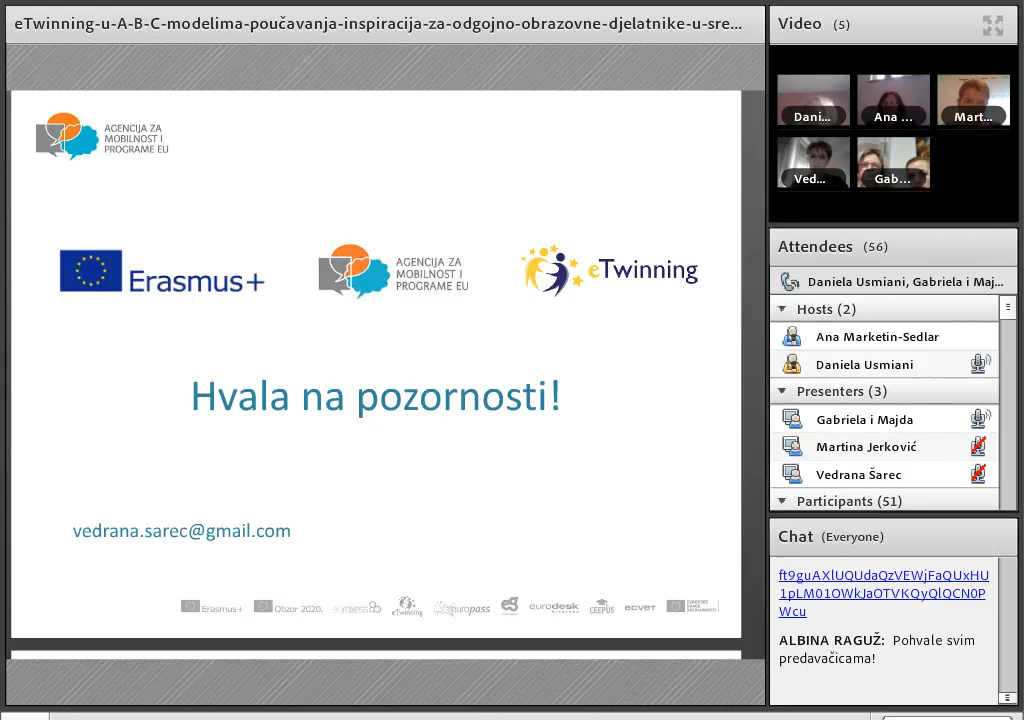 eTwinning-u-A-B-C-modelima-poučavanja-inspiracija-za-odgojno-obrazovne-djelatnike-u-sre...
AGENCIJA ZA
MOBILNOST I
PROGRAME EU
Erasmus+
AGENCIJA ZA
MOBILNOST I
PROGRAME EU
eTwinning
Hvala na pozornosti!
vedrana.sarec@gmail.com
Erasmus+
Obzor 2020.
eTwinning
europass
eurodesk
CEEPUS
ecvet
Video (5)
Dani...
Ana ...
Mart...
Ved...
Gab...
Attendees (56)
Daniela Usmiani, Gabriela i Maj...
Hosts (2)
Ana Marketin-Sedlar
Daniela Usmiani
Presenters (3)
Gabriela i Majda
Martina Jerković
Vedrana Šarec
Participants (51)
Chat (Everyone)
ft9guAXlUQUdaQzVEWjFaQUxHU
1pLM01OWkJaOTVKQyQlQCN0P
Wcu
ALBINA RAGUŽ: Pohvale svim
predavačicama!